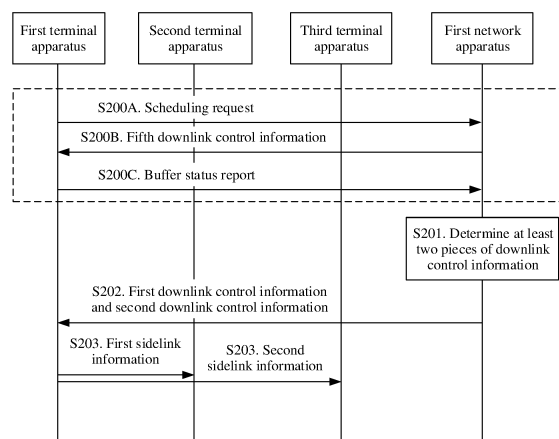 First terminal
apparatus
Second terminal
apparatus
Third terminal
apparatus
First network
apparatus
S200A. Scheduling request
S200B. Fifth downlink control information
S200C. Buffer status report
S201. Determine at least
two pieces of downlink
control information
S202. First downlink control information
and second downlink control information
S203. First sidelink
information
S203. Second
sidelink information